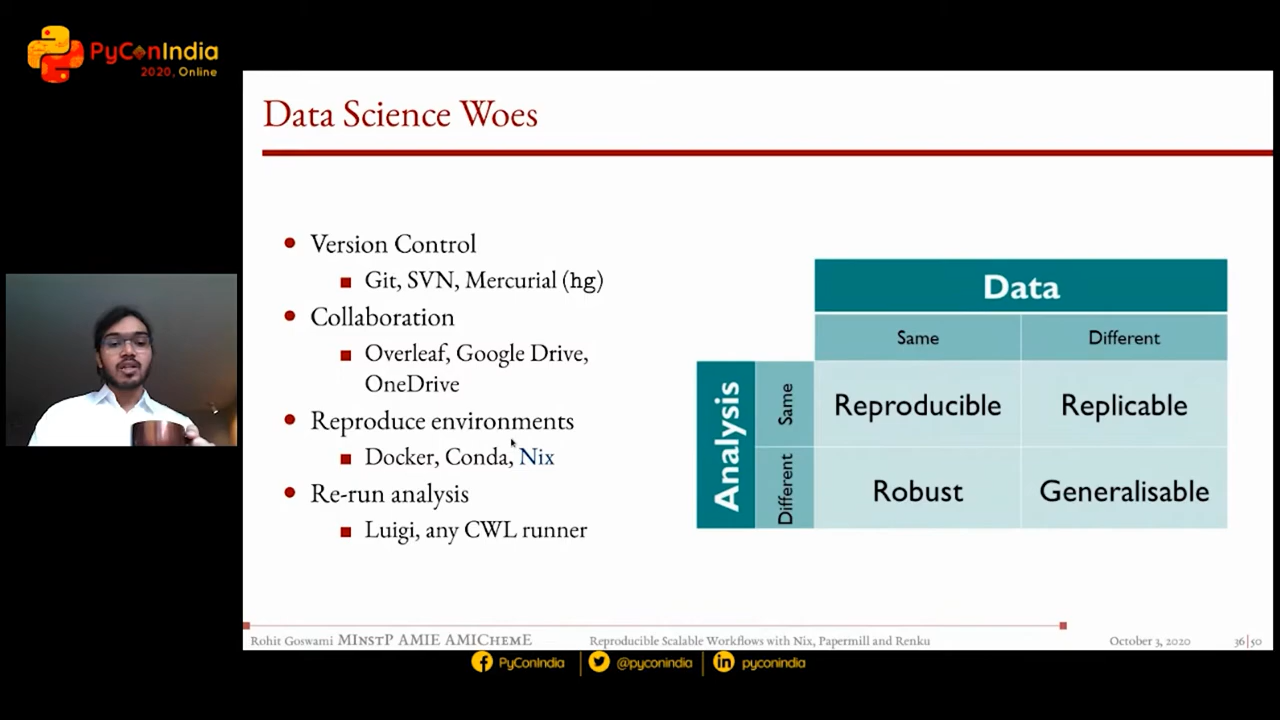 PyConIndia
2020, Online
Data Science Woes
Version Control
Git, SVN, Mercurial (hg)
Collaboration
Overleaf, Google Drive,
OneDrive
Reproduce environments
Docker, Conda, Nix
Re-run analysis
Luigi, any CWL runner
Data
Same
Different
Analysis
Same
Reproducible
Replicable
Different
Robust
Generalisable
Rohit Goswami MInstP AMIE AMIChemE
Reproducible Scalable Workflows with Nix, Papermill and Renku
October 3, 2020
36|50
PyConIndia
@pyconindia
pyconindia